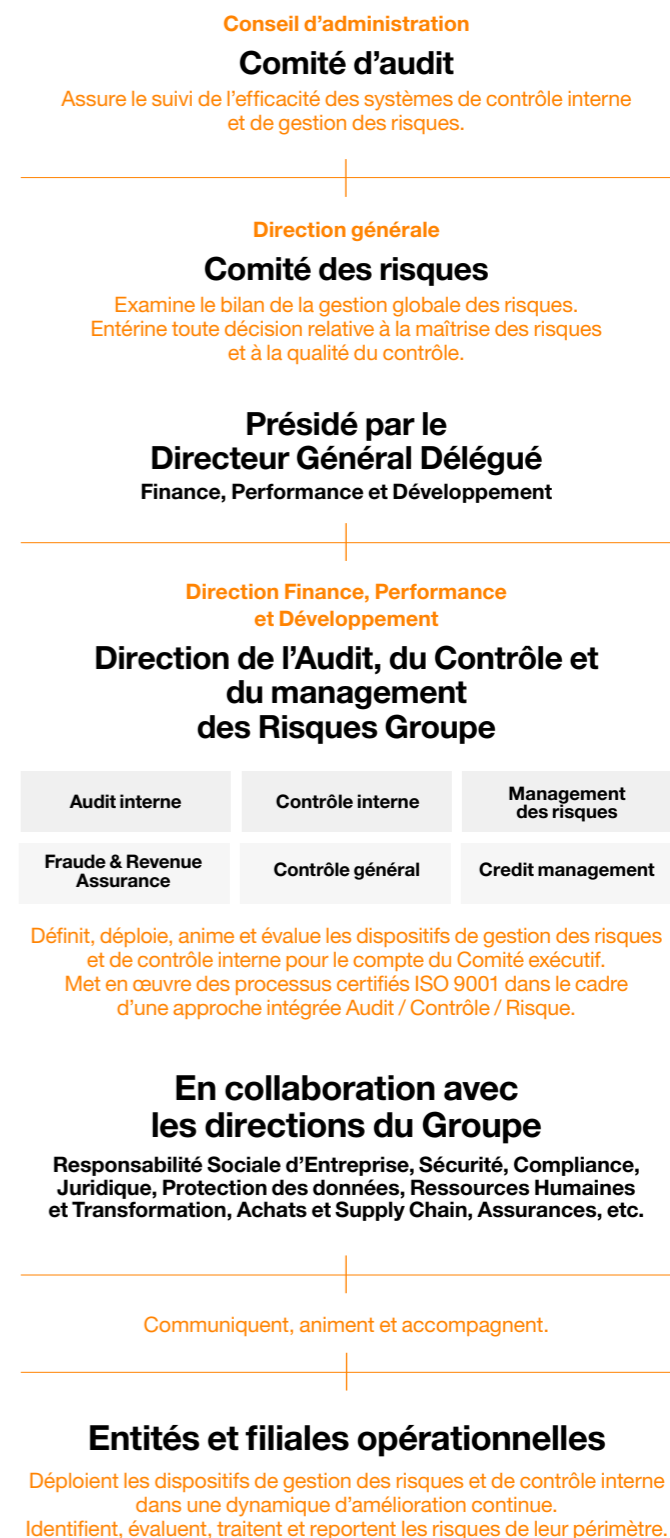 Conseil d’administration
Comité d’audit
Assure le suivi de l’efficacité des systèmes de contrôle interne
et de gestion des risques.
Direction générale
Comité des risques
Examine le bilan de la gestion globale des risques.
Entérine toute décision relative à la maîtrise des risques
et à la qualité du contrôle.
Présidé par le
Directeur Général Délégué
Finance, Performance et Développement
Direction Finance, Performance
et Développement
Direction de l’Audit, du Contrôle et
du management
des Risques Groupe
Audit interne
Contrôle interne
Management
des risques
Fraude & Revenue
Assurance
Contrôle général
Credit management
Définit, déploie, anime et évalue les dispositifs de gestion des risques
et de contrôle interne pour le compte du Comité exécutif.
Met en œuvre des processus certifiés ISO 9001 dans le cadre
d’une approche intégrée Audit / Contrôle / Risque.
En collaboration avec
les directions du Groupe
Responsabilité Sociale d’Entreprise, Sécurité, Compliance,
Juridique, Protection des données, Ressources Humaines
et Transformation, Achats et Supply Chain, Assurances, etc.
Communiquent, animent et accompagnent.
Entités et filiales opérationnelles
Déploient les dispositifs de gestion des risques et de contrôle interne
dans une dynamique d’amélioration continue.
Identifient, évaluent, traitent et reportent les risques de leur périmètre.